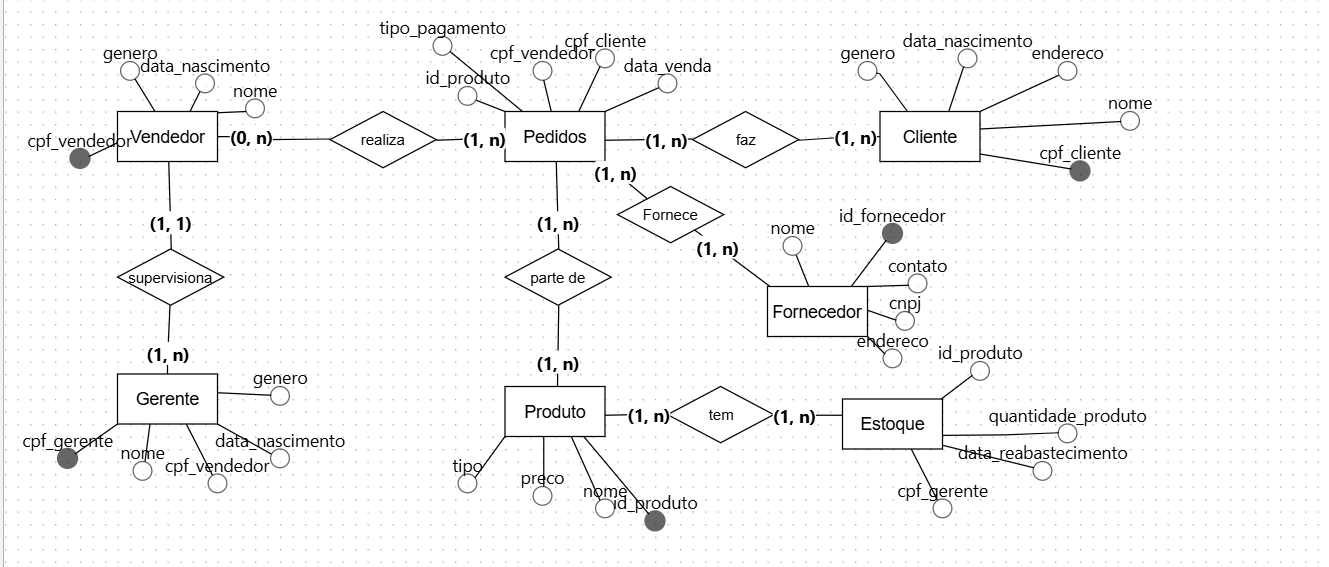 tipo_pagamento
genero
cpf_vendedor
cpf_cliente
genero
data_nascimento
endereco
data_nascimento
id_produto
data_venda
nome
nome
cpf_vendedor
Vendedor
(0, n)
realiza
(1, n)
Pedidos
(1, n)
faz
(1, n)
Cliente
cpf_cliente
(1, n)
Fornece
(1, 1)
(1, n)
(1, n)
nome
id_fornecedor
supervisiona
parte de
contato
cnpj
Fornecedor
endereco
(1, n)
(1, n)
id_produto
Gerente
genero
Produto
(1, n)
tem
(1, n)
Estoque
quantidade_produto
cpf_gerente
nome
cpf_vendedor
data_nascimento
data_reabastecimento
tipo
preco
nome
id_produto
cpf_gerente